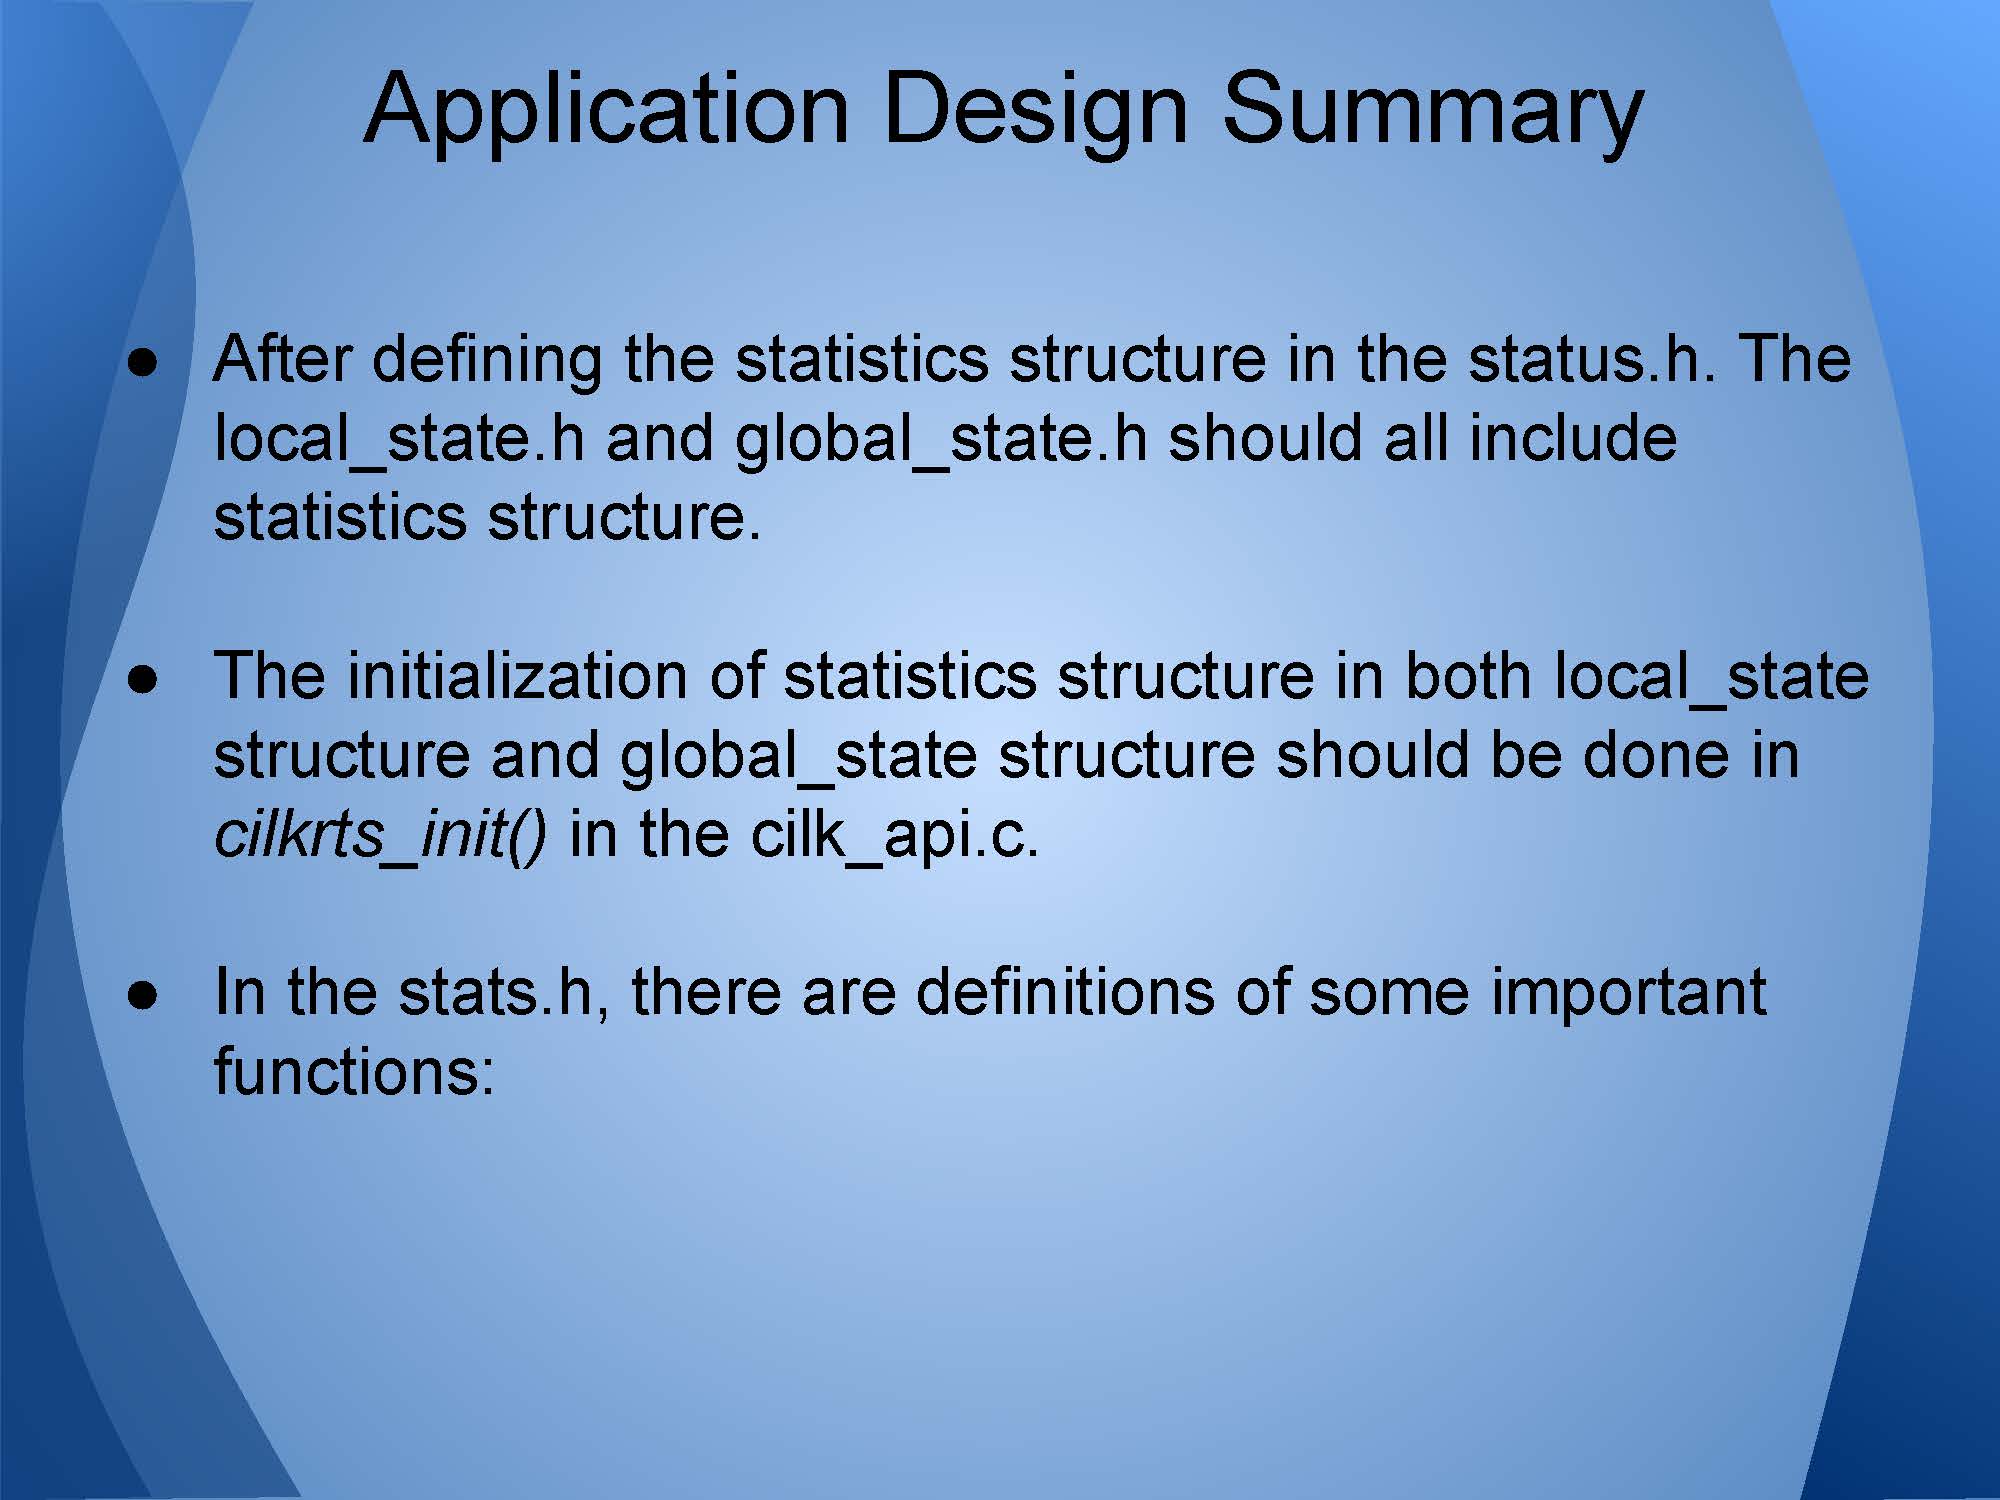 Application Design Summary
● After defining the statistics structure in the status.h. The
local_state.h and global_state.h should all include
statistics structure.
● The initialization of statistics structure in both local_state
structure and global_state structure should be done in
cilkrts_init() in the cilk_api.c.
● In the stats.h, there are definitions of some important
functions: